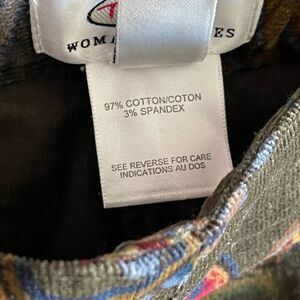 97% COTTON/COTON
3% SPANDEX
SEE REVERSE FOR CARE
INDICATIONS AU DOS